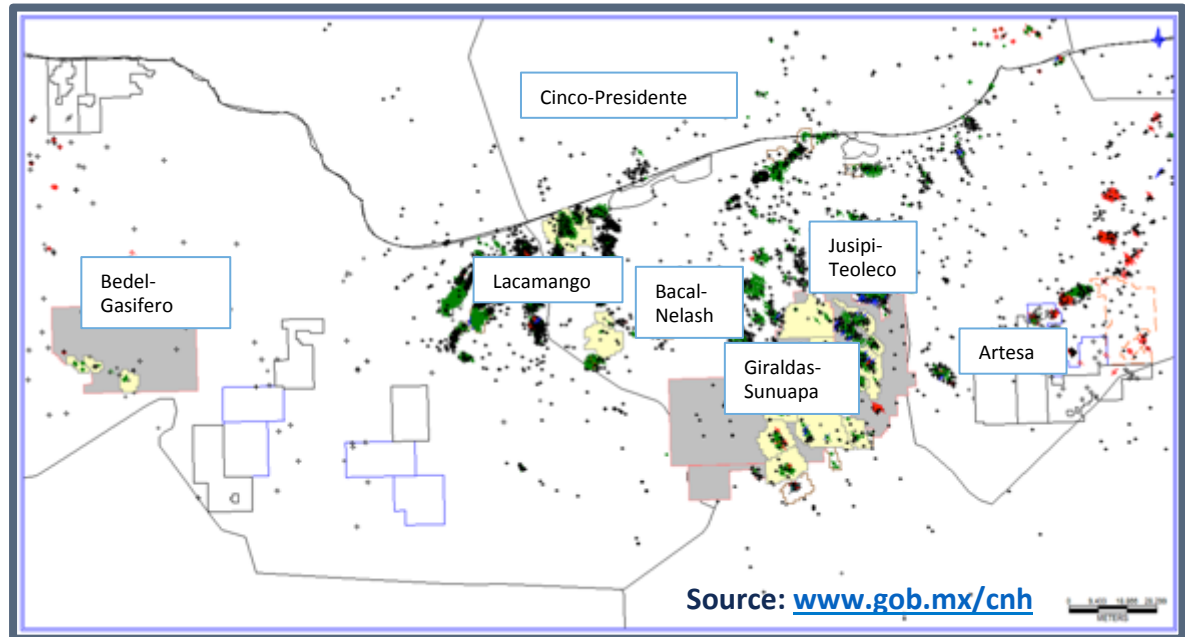 Cinco-Presidente
Jusipi-
Teoleco
Bedel-
Gasifero
Lacamango
Bacal-
Nelash
Artesa
Giraldas-
Sunuapa
Source: www.gob.mx/cnh
METERS